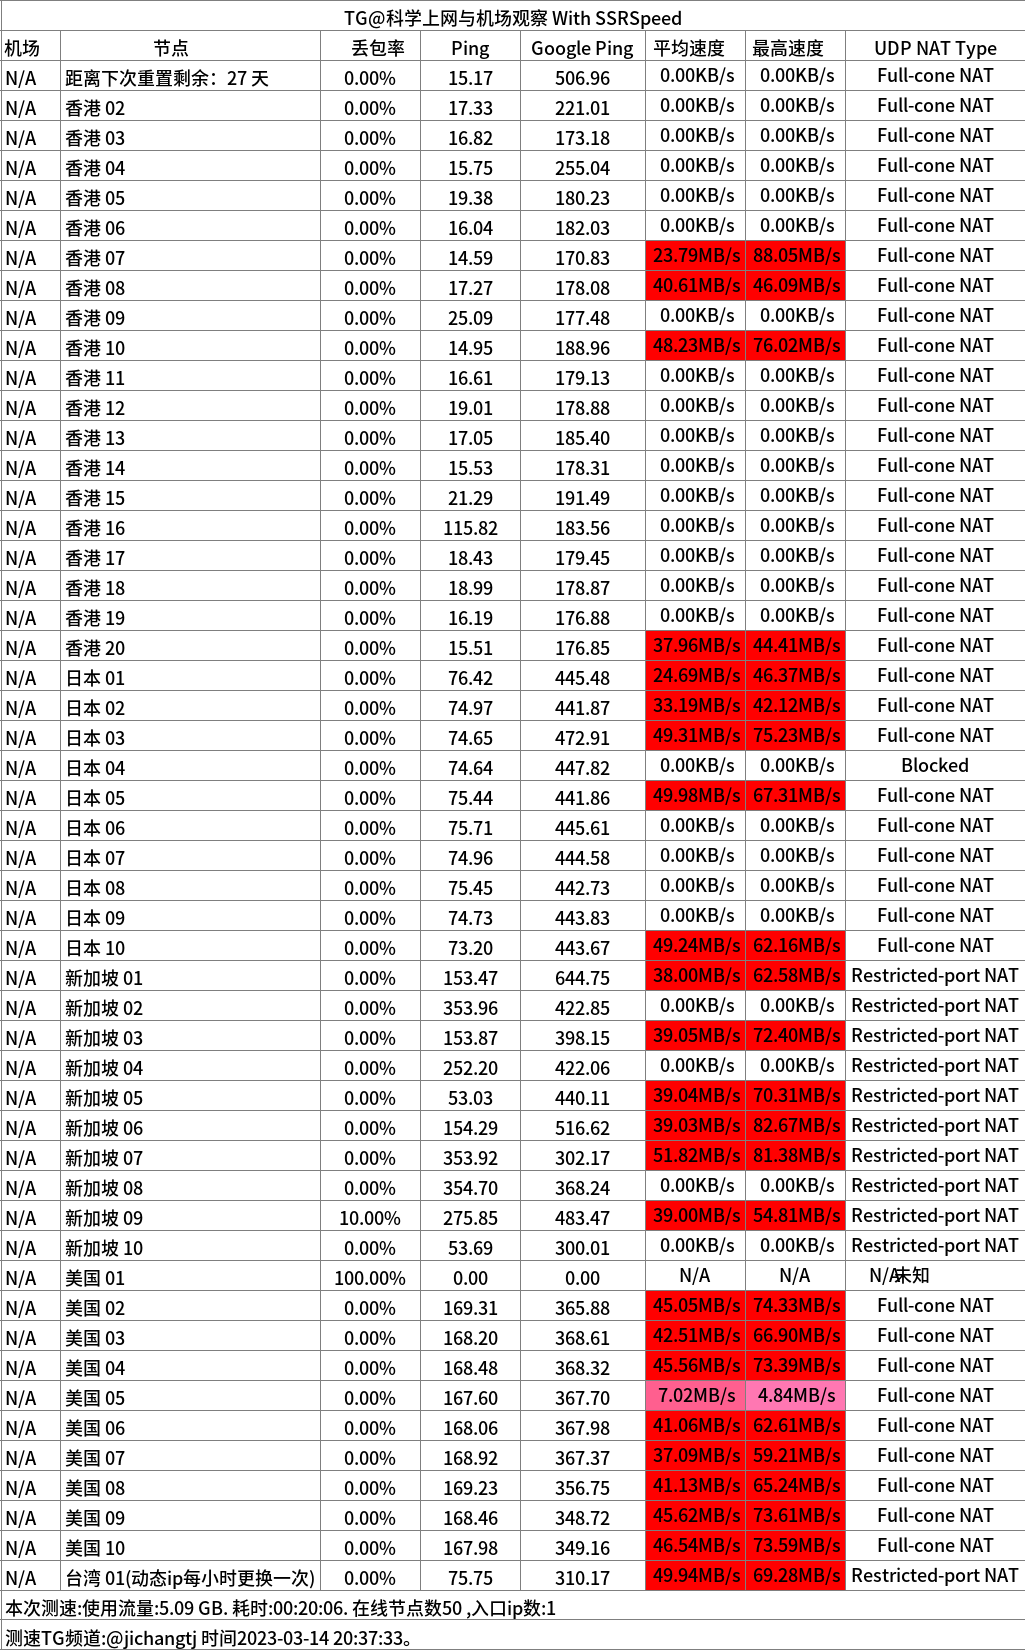 TG@科学上网与机场观察 With SSRSpeed
机场 节点 丢包率 Ping Google Ping 平均速度 最高速度 UDP NAT Type
N/A 距离下次重置剩余：27 天 0.00% 15.17 506.96 0.00KB/s 0.00KB/s Full-cone NAT
N/A 香港 02 0.00% 17.33 221.01 0.00KB/s 0.00KB/s Full-cone NAT
N/A 香港 03 0.00% 16.82 173.18 0.00KB/s 0.00KB/s Full-cone NAT
N/A 香港 04 0.00% 15.75 255.04 0.00KB/s 0.00KB/s Full-cone NAT
N/A 香港 05 0.00% 19.38 180.23 0.00KB/s 0.00KB/s Full-cone NAT
N/A 香港 06 0.00% 16.04 182.03 0.00KB/s 0.00KB/s Full-cone NAT
N/A 香港 07 0.00% 14.59 170.83 23.79MB/s 88.05MB/s Full-cone NAT
N/A 香港 08 0.00% 17.27 178.08 40.61MB/s 46.09MB/s Full-cone NAT
N/A 香港 09 0.00% 25.09 177.48 0.00KB/s 0.00KB/s Full-cone NAT
N/A 香港 10 0.00% 14.95 188.96 48.23MB/s 76.02MB/s Full-cone NAT
N/A 香港 11 0.00% 16.61 179.13 0.00KB/s 0.00KB/s Full-cone NAT
N/A 香港 12 0.00% 19.01 178.88 0.00KB/s 0.00KB/s Full-cone NAT
N/A 香港 13 0.00% 17.05 185.40 0.00KB/s 0.00KB/s Full-cone NAT
N/A 香港 14 0.00% 15.53 178.31 0.00KB/s 0.00KB/s Full-cone NAT
N/A 香港 15 0.00% 21.29 191.49 0.00KB/s 0.00KB/s Full-cone NAT
N/A 香港 16 0.00% 115.82 183.56 0.00KB/s 0.00KB/s Full-cone NAT
N/A 香港 17 0.00% 18.43 179.45 0.00KB/s 0.00KB/s Full-cone NAT
N/A 香港 18 0.00% 18.99 178.87 0.00KB/s 0.00KB/s Full-cone NAT
N/A 香港 19 0.00% 16.19 176.88 0.00KB/s 0.00KB/s Full-cone NAT
N/A 香港 20 0.00% 15.51 176.85 37.96MB/s 44.41MB/s Full-cone NAT
N/A 日本 01 0.00% 76.42 445.48 24.69MB/s 46.37MB/s Full-cone NAT
N/A 日本 02 0.00% 74.97 441.87 33.19MB/s 42.12MB/s Full-cone NAT
N/A 日本 03 0.00% 74.65 472.91 49.31MB/s 75.23MB/s Full-cone NAT
N/A 日本 04 0.00% 74.64 447.82 0.00KB/s 0.00KB/s Blocked
N/A 日本 05 0.00% 75.44 441.86 49.98MB/s 67.31MB/s Full-cone NAT
N/A 日本 06 0.00% 75.71 445.61 0.00KB/s 0.00KB/s Full-cone NAT
N/A 日本 07 0.00% 74.96 444.58 0.00KB/s 0.00KB/s Full-cone NAT
N/A 日本 08 0.00% 75.45 442.73 0.00KB/s 0.00KB/s Full-cone NAT
N/A 日本 09 0.00% 74.73 443.83 0.00KB/s 0.00KB/s Full-cone NAT
N/A 日本 10 0.00% 73.20 443.67 49.24MB/s 62.16MB/s Full-cone NAT
N/A 新加坡 01 0.00% 153.47 644.75 38.00MB/s 62.58MB/s Restricted-port NAT
N/A 新加坡 02 0.00% 353.96 422.85 0.00KB/s 0.00KB/s Restricted-port NAT
N/A 新加坡 03 0.00% 153.87 398.15 39.05MB/s 72.40MB/s Restricted-port NAT
N/A 新加坡 04 0.00% 252.20 422.06 0.00KB/s 0.00KB/s Restricted-port NAT
N/A 新加坡 05 0.00% 53.03 440.11 39.04MB/s 70.31MB/s Restricted-port NAT
N/A 新加坡 06 0.00% 154.29 516.62 39.03MB/s 82.67MB/s Restricted-port NAT
N/A 新加坡 07 0.00% 353.92 302.17 51.82MB/s 81.38MB/s Restricted-port NAT
N/A 新加坡 08 0.00% 354.70 368.24 0.00KB/s 0.00KB/s Restricted-port NAT
N/A 新加坡 09 10.00% 275.85 483.47 39.00MB/s 54.81MB/s Restricted-port NAT
N/A 新加坡 10 0.00% 53.69 300.01 0.00KB/s 0.00KB/s Restricted-port NAT
N/A 美国 01 100.00% 0.00 0.00 N/A N/A N/A未知
N/A 美国 02 0.00% 169.31 365.88 45.05MB/s 74.33MB/s Full-cone NAT
N/A 美国 03 0.00% 168.20 368.61 42.51MB/s 66.90MB/s Full-cone NAT
N/A 美国 04 0.00% 168.48 368.32 45.56MB/s 73.39MB/s Full-cone NAT
N/A 美国 05 0.00% 167.60 367.70 7.02MB/s 4.84MB/s Full-cone NAT
N/A 美国 06 0.00% 168.06 367.98 41.06MB/s 62.61MB/s Full-cone NAT
N/A 美国 07 0.00% 168.92 367.37 37.09MB/s 59.21MB/s Full-cone NAT
N/A 美国 08 0.00% 169.23 356.75 41.13MB/s 65.24MB/s Full-cone NAT
N/A 美国 09 0.00% 168.46 348.72 45.62MB/s 73.61MB/s Full-cone NAT
N/A 美国 10 0.00% 167.98 349.16 46.54MB/s 73.59MB/s Full-cone NAT
N/A 台湾 01(动态ip每小时更换一次) 0.00% 75.75 310.17 49.94MB/s 69.28MB/s Restricted-port NAT
本次测速:使用流量:5.09 GB. 耗时:00:20:06. 在线节点数50 ,入口ip数:1
测速TG频道:@jichangtj 时间2023-03-14 20:37:33。